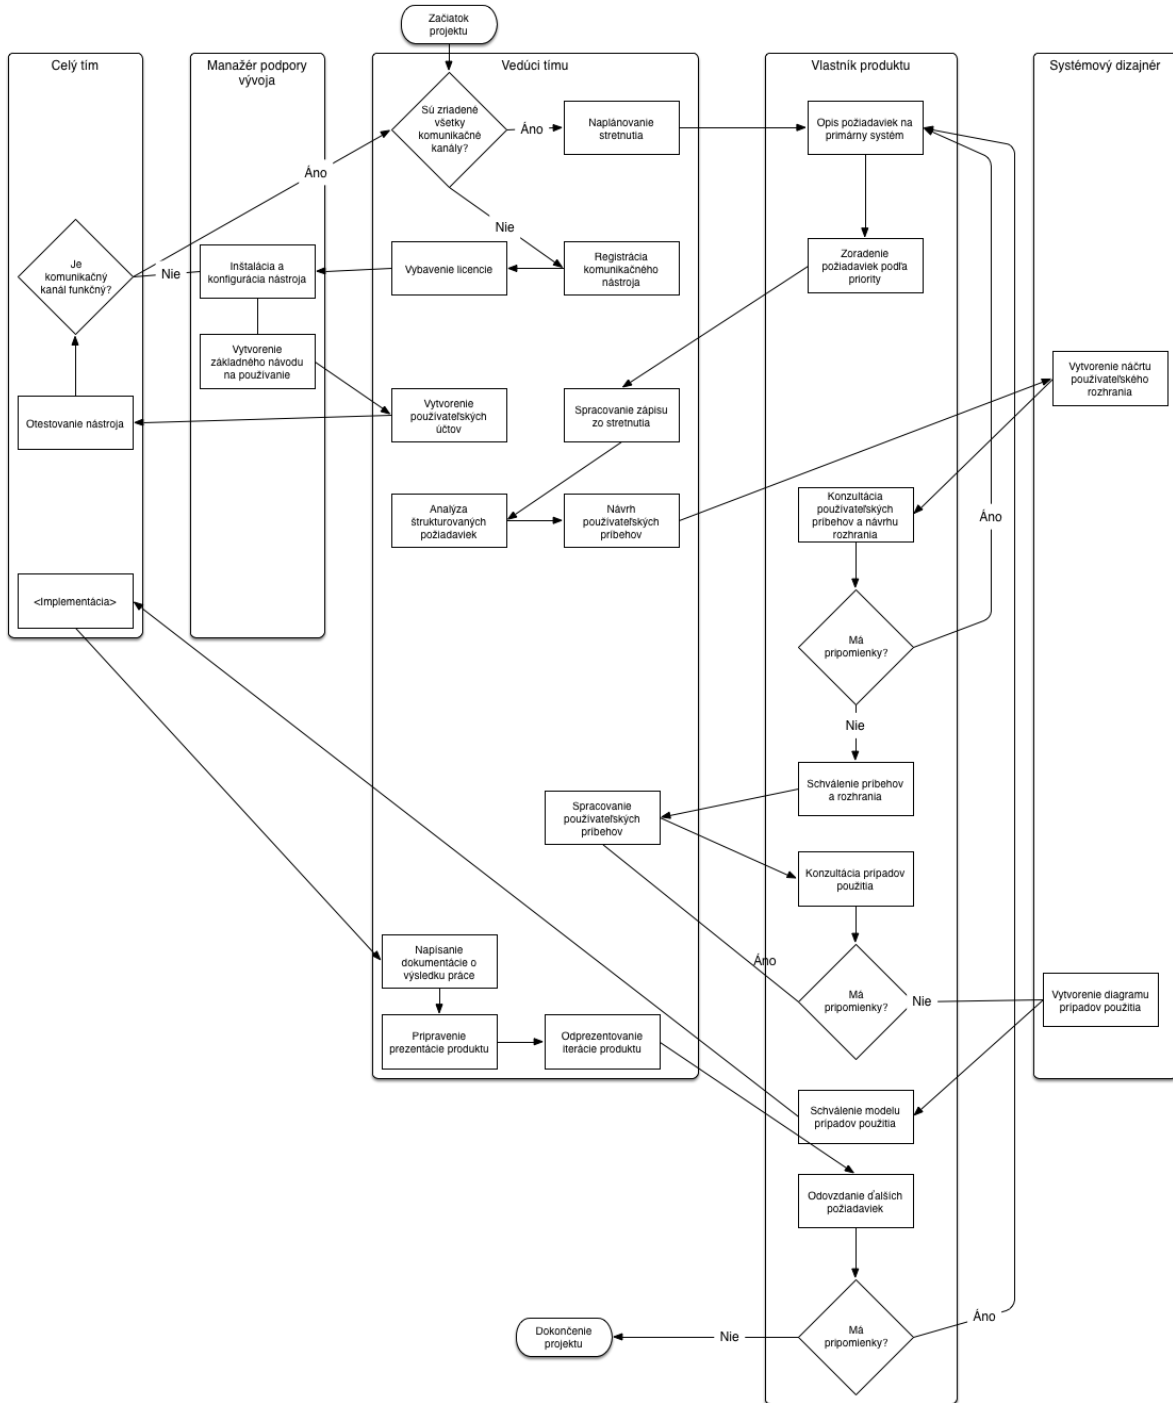 Začiatok
projektu
Celý tím
Manažér podpory
vývoja
Vedúci tímu
Vlastník produktu
Systémový dizajnér
Sú zriadené
všetky
komunikačné
kanály?
Áno
Naplánovanie
stretnutia
Opis požiadaviek na
primárny systém
Áno
Nie
Je
komunikačný
kanál funkčný?
Nie
Inštalácia a
konfigurácia nástroja
Vybavenie licencie
Registrácia
komunikačného
nástroja
Zoradenie
požiadaviek podľa
priority
Vytvorenie
základného návodu
na používanie
Vytvorenie náčrtu
používateľského
rozhrania
Otestovanie nástroja
Vytvorenie
používateľských
účtov
Spracovanie zápisu
zo stretnutia
Analýza
štrukturovaných
požiadaviek
Návrh
používateľských
príbehov
Konzultácia
používateľských
príbehov a návrhu
rozhrania
Áno
<Implementácia>
Má
pripomienky?
Nie
Schválenie príbehov
a rozhrania
Spracovanie
používateľských
príbehov
Konzultácia prípadov
použitia
Napísanie
dokumentácie o
výsledku práce
Áno
Má
pripomienky?
Nie
Vytvorenie diagramu
prípadov použitia
Pripravenie
prezentácie produktu
Odprezentovanie
iterácie produktu
Schválenie modelu
prípadov použitia
Odovzdanie ďalších
požiadaviek
Dokončenie
projektu
Nie
Má
pripomienky?
Áno